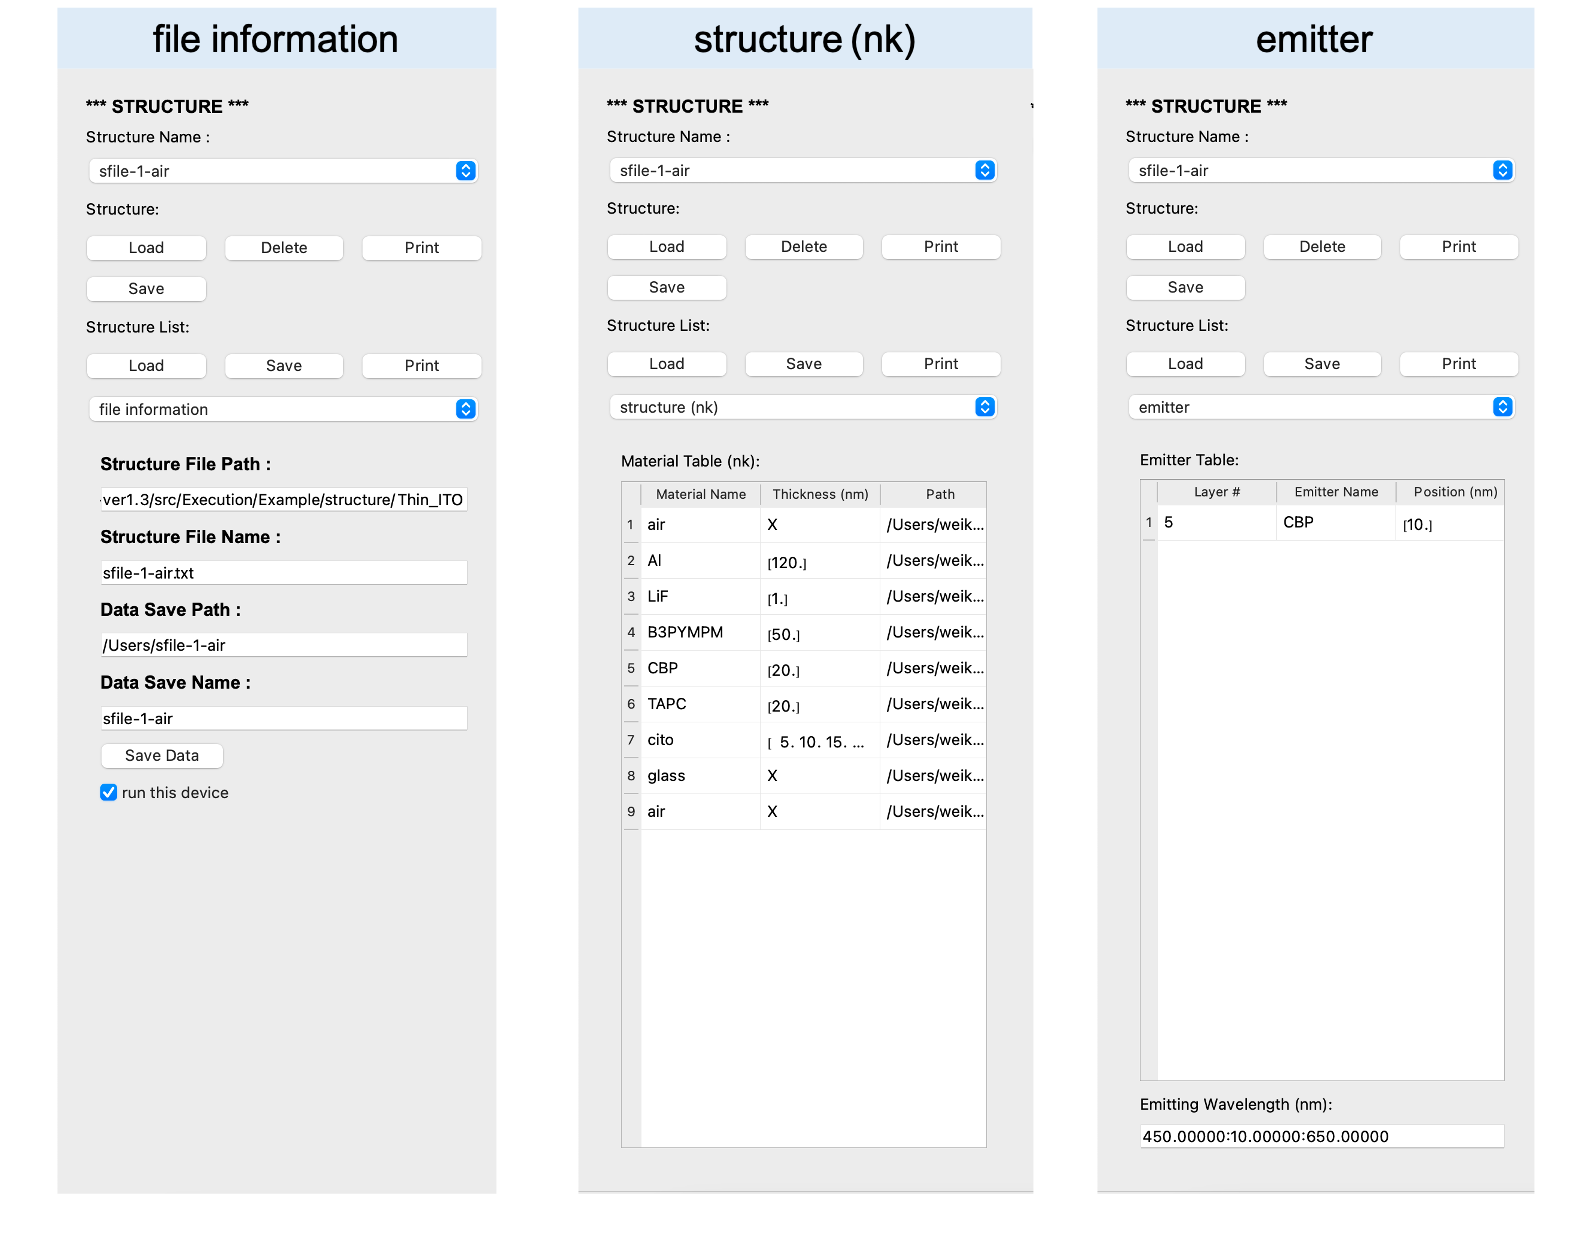 file information
*** STRUCTURE ***
Structure Name :
sfile-1-air
Structure:
Load Delete Print
Save
Structure List:
Load Save Print
file information
Structure File Path :
ver1.3/src/Execution/Example/structure/Thin_ITO
Structure File Name :
sfile-1-air.txt
Data Save Path :
/Users/sfile-1-air
Data Save Name :
sfile-1-air
Save Data
run this device
structure (nk)
*** STRUCTURE ***
Structure Name :
sfile-1-air
Structure:
Load Delete Print
Save
Structure List:
Load Save Print
structure (nk)
Material Table (nk):
Material Name Thickness (nm) Path
1 air X /Users/weik...
2 Al [120.] /Users/weik...
3 LiF [1.] /Users/weik...
4 B3PYMPM [50.] /Users/weik...
5 CBP [20.] /Users/weik...
6 TAPC [20.] /Users/weik...
7 cito [ 5. 10. 15. ... /Users/weik...
8 glass X /Users/weik...
9 air X /Users/weik...
emitter
*** STRUCTURE ***
Structure Name :
sfile-1-air
Structure:
Load Delete Print
Save
Structure List:
Load Save Print
emitter
Emitter Table:
Layer # Emitter Name Position (nm)
1 5 CBP [10.]
Emitting Wavelength (nm):
450.00000:10.00000:650.00000